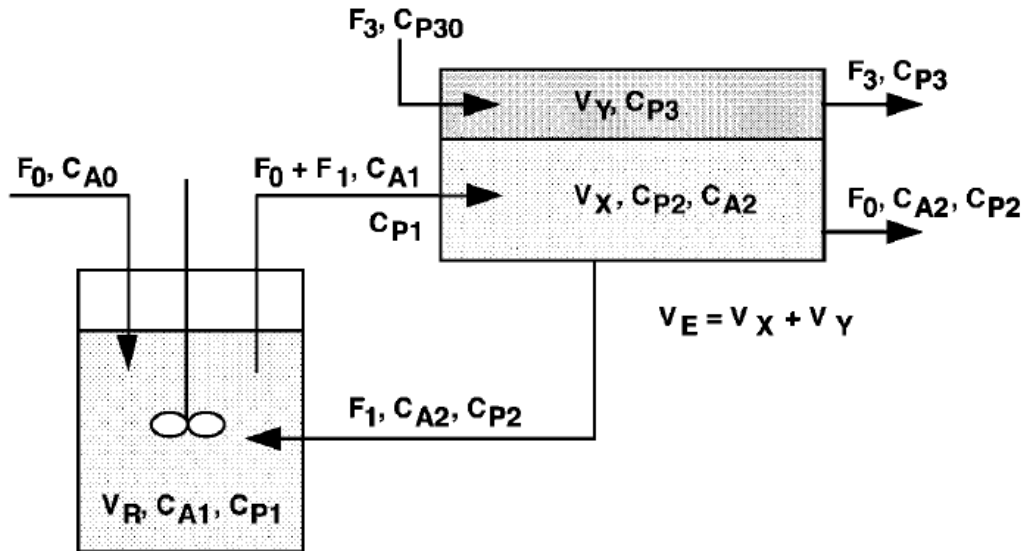 F3, CP30
F3, CP3
VY, CP3
F0, CA0
F0 + F1, CA1
VX, CP2, CA2
F0, CA2, CP2
CP1
VE = VX + VY
F1, CA2, CP2
VR, CA1, CP1